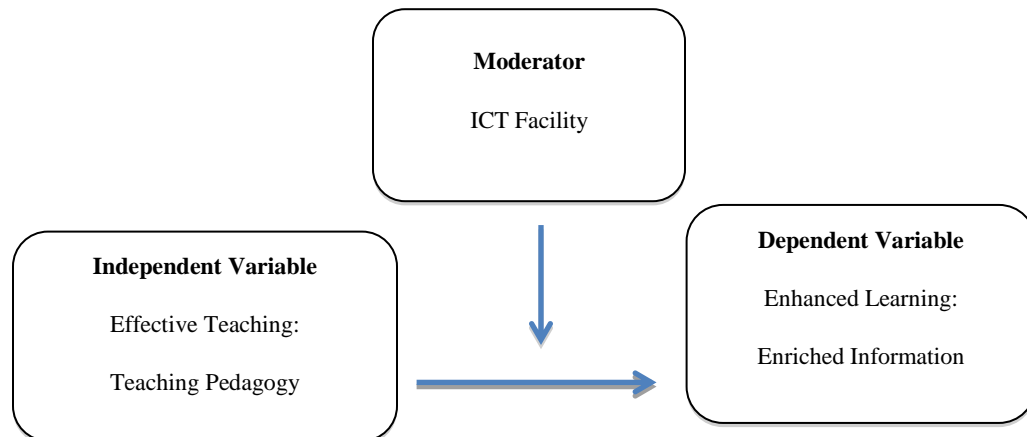 Moderator
ICT Facility
Independent Variable
Effective Teaching:
Teaching Pedagogy
Dependent Variable
Enhanced Learning:
Enriched Information